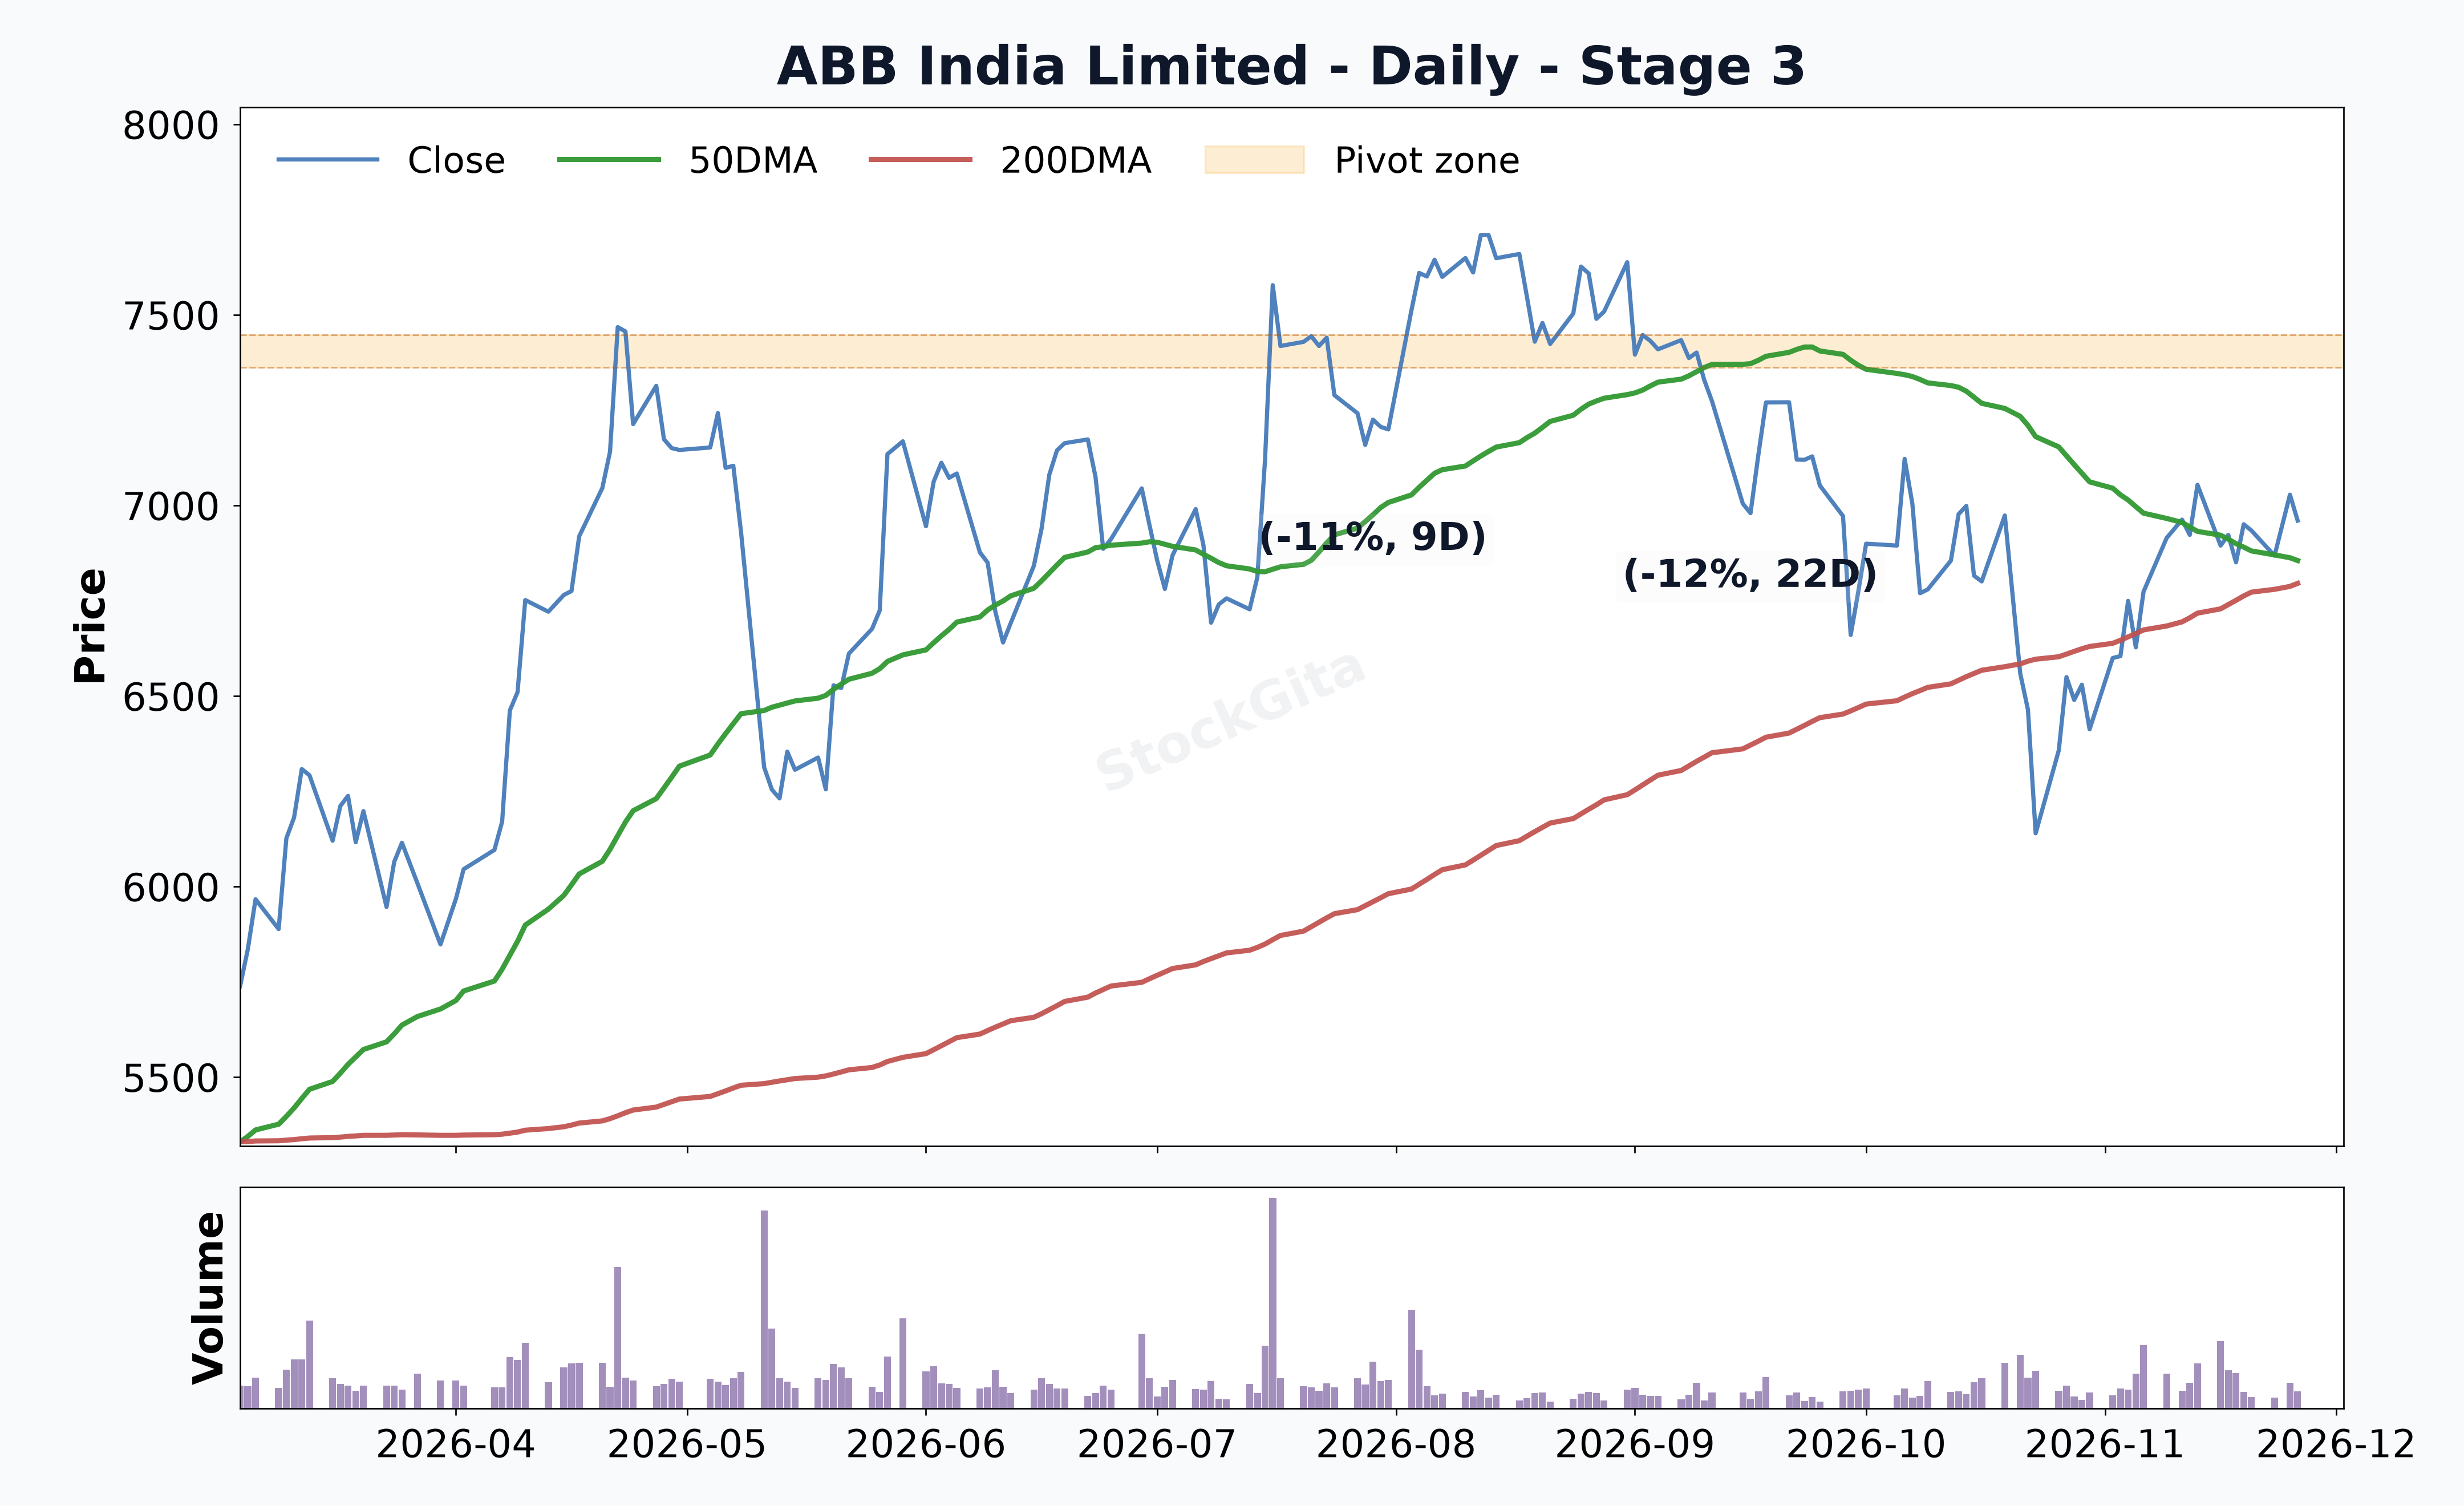 ABB India Limited - Daily - Stage 3
8000
Close 50DMA 200DMA Pivot zone
7500
7000
(-11%, 9D)
(-12%, 22D)
Price
StockGita
6500
6000
5500
Volume
2026-04 2026-05 2026-06 2026-07 2026-08 2026-09 2026-10 2026-11 2026-12